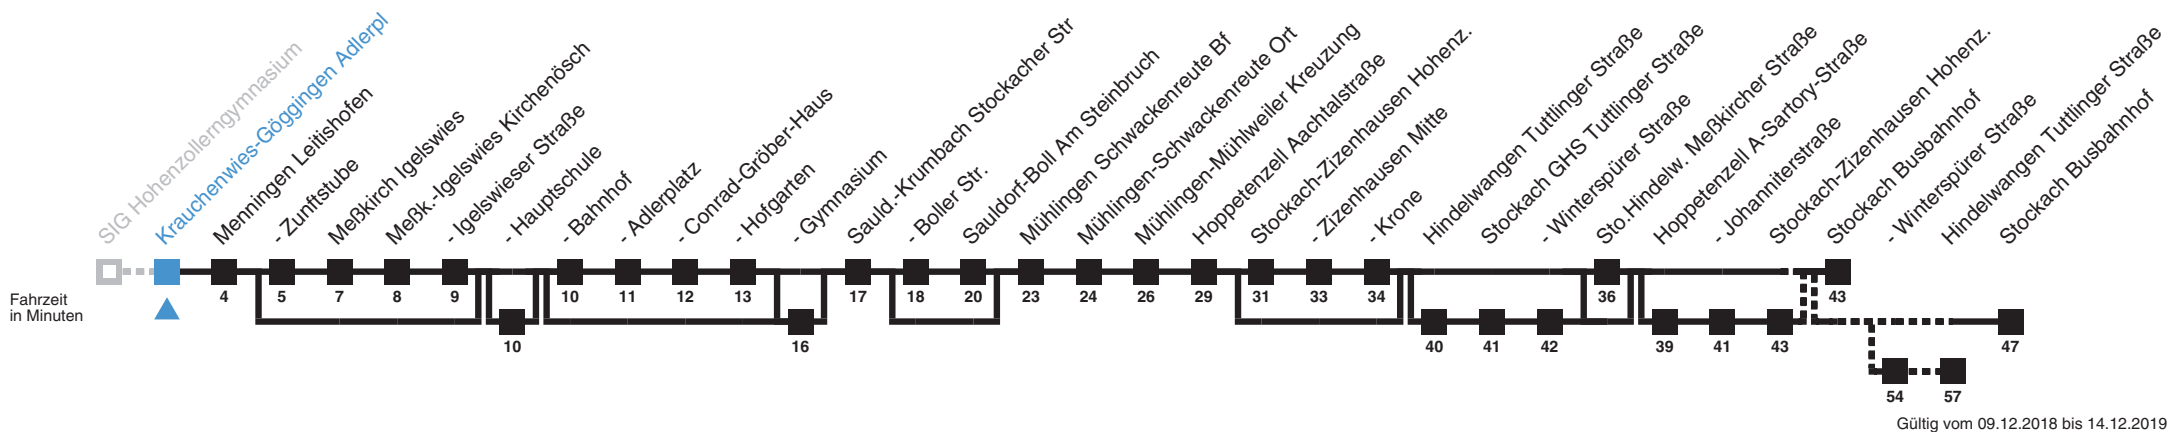 SIG Hohenzollerngymnasium
Krauchenwies-Göggingen Adlerpl
Menningen Leitishofen
- Zunftstube
Meßkirch Igelswies
Meßk.-Igelswies Kirchenösch
- Igelswieser Straße
- Hauptschule
- Bahnhof
- Adlerplatz
- Conrad-Gröber-Haus
- Hofgarten
- Gymnasium
Sauld.-Krumbach Stockacher Str
- Boller Str.
Sauldorf-Boll Am Steinbruch
Mühlingen Schwackenreute Bf
Mühlingen-Schwackenreute Ort
Mühlingen-Mühlweiler Kreuzung
Hoppetenzell Aachtalstraße
Stockach-Zizenhausen Hohenz.
- Zizenhausen Mitte
- Krone
Hindelwangen Tuttlinger Straße
Stockach GHS Tuttlinger Straße
- Winterspürer Straße
Sto.Hindelw. Meßkircher Straße
Hoppetenzell A-Sartory-Straße
- Johanniterstraße
Stockach-Zizenhausen Hohenz.
Stockach Busbahnhof
- Winterspürer Straße
Hindelwangen Tuttlinger Straße
Stockach Busbahnhof
Fahrzeit
in Minuten
4 5 7 8 9 10 11 12 13 17 18 20 23 24 26 29 31 33 34 36 43
10 16 40 41 42 39 41 43 47
54 57
Gültig vom 09.12.2018 bis 14.12.2019